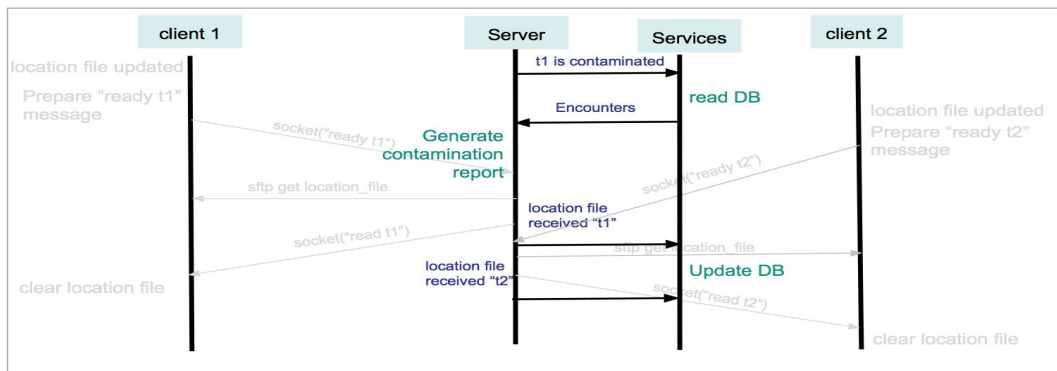 client 1
Server
Services
client 2
location file updated
t1 is contaminated
Prepare “ready t1”
message
read DB
Encounters
location file updated
socket("ready t1")
Generate
contamination
report
Prepare “ready t2”
message
socket("ready t2")
sftp get location_file
location file
received “t1”
socket("read t1")
sftp get location_file
location file
received “t2”
Update DB
clear location file
socket("read t2")
clear location file